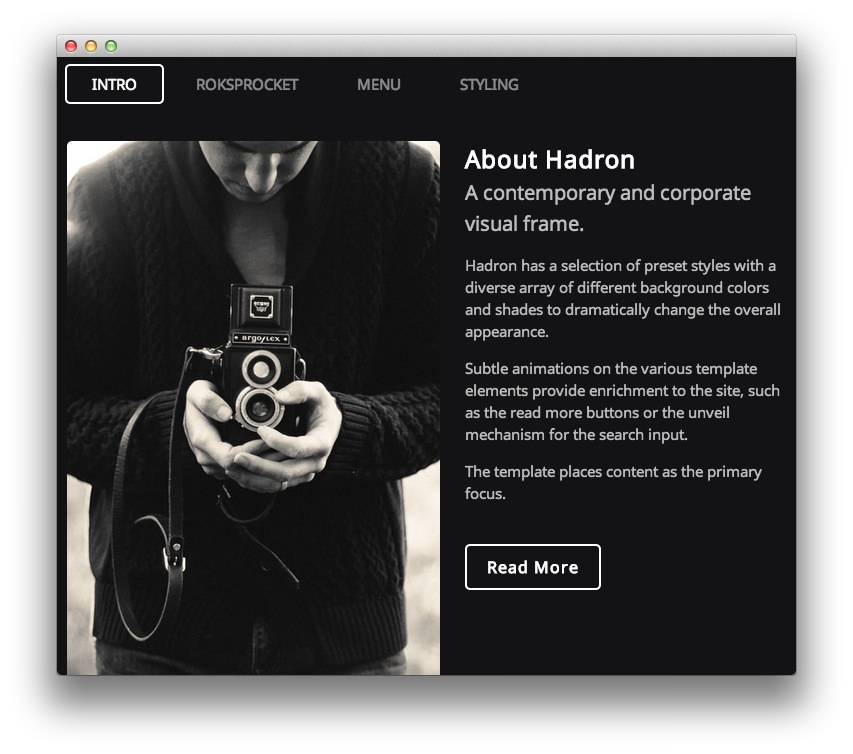 INTRO ROKSPROCKET MENU STYLING
About Hadron
A contemporary and corporate
visual frame.
Hadron has a selection of preset styles with a
diverse array of different background colors
and shades to dramatically change the overall
appearance.
Subtle animations on the various template
elements provide enrichment to the site, such
as the read more buttons or the unveil
mechanism for the search input.
The template places content as the primary
focus.
Read More
argoflex